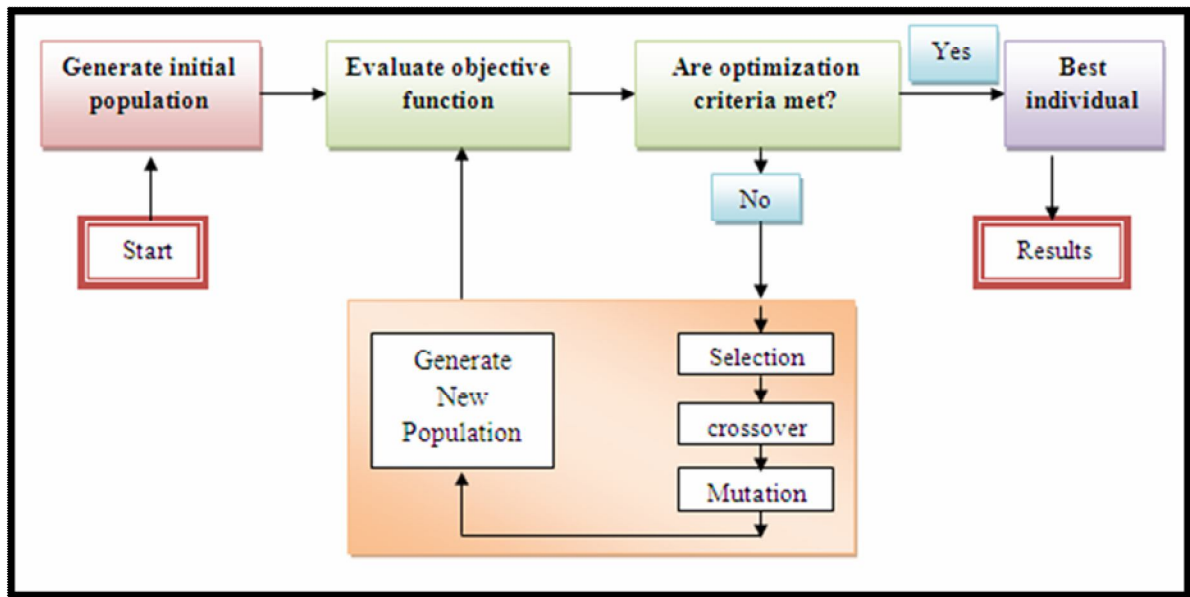 Generate initial
population
Evaluate objective
function
Are optimization
criteria met?
Yes
Best
individual
Start
No
Results
Generate
New
Population
Selection
crossover
Mutation